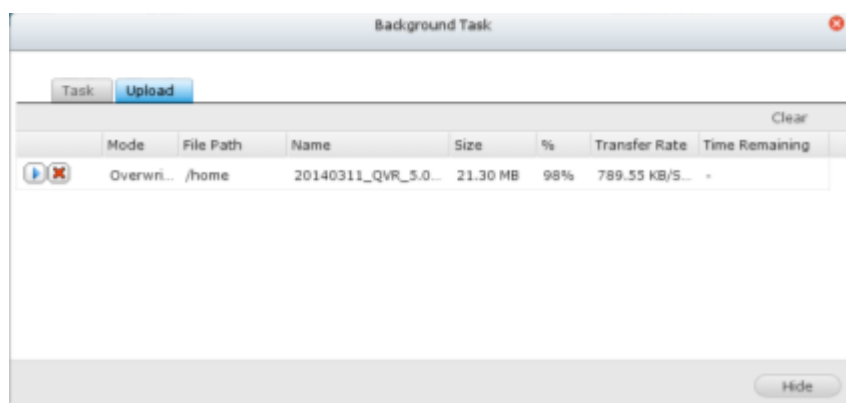 Background Task
Task Upload
Clear
Mode File Path Name Size % Transfer Rate Time Remaining
Overwri... /home 20140311_QVR_5.0... 21.30 MB 98% 789.55 KB/S... -
Hide